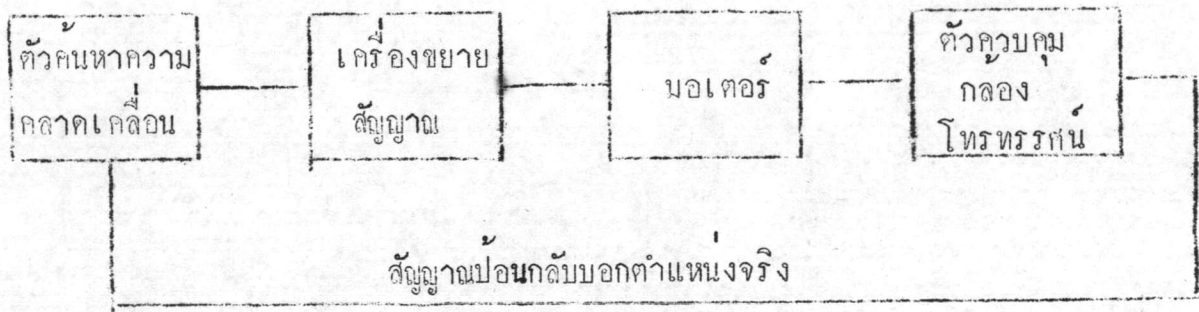 ตัวค้นหาความ
คลาดเคลื่อน
เครื่องขยาย
สัญญาณ
มอเตอร์
ตัวควบคุม
กล้อง
โทรทรรศน์
สัญญาณป้อนกลับบอกตำแหน่งจริง